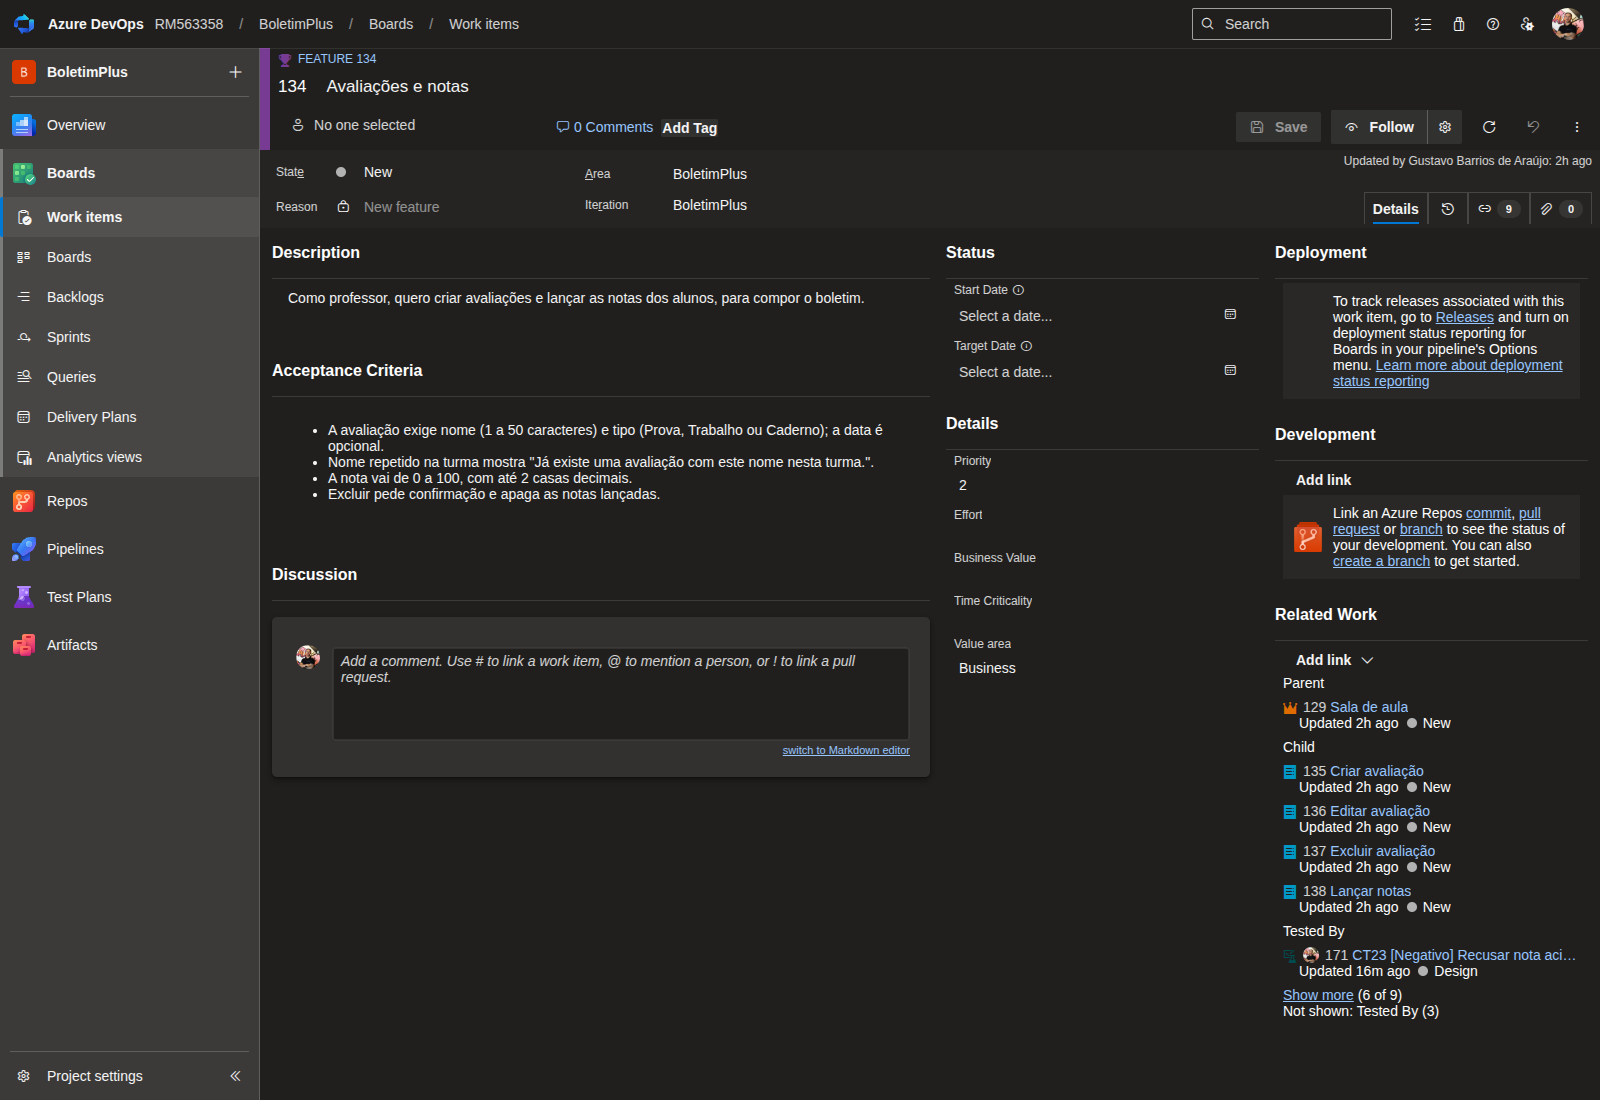 Azure DevOps RM563358 / BoletimPlus / Boards / Work items
Search
B BoletimPlus
Overview
Boards
Work items
Boards
Backlogs
Sprints
Queries
Delivery Plans
Analytics views
Repos
Pipelines
Test Plans
Artifacts
Project settings
FEATURE 134
134 Avaliações e notas
No one selected
0 Comments Add Tag
Save
Follow
State New
Reason New feature
Area BoletimPlus
Iteration BoletimPlus
Updated by Gustavo Barrios de Araújo: 2h ago
Details 9 0
Description
Como professor, quero criar avaliações e lançar as notas dos alunos, para compor o boletim.
Acceptance Criteria
A avaliação exige nome (1 a 50 caracteres) e tipo (Prova, Trabalho ou Caderno); a data é
opcional.
Nome repetido na turma mostra "Já existe uma avaliação com este nome nesta turma.".
A nota vai de 0 a 100, com até 2 casas decimais.
Excluir pede confirmação e apaga as notas lançadas.
Discussion
Add a comment. Use # to link a work item, @ to mention a person, or ! to link a pull
request.
switch to Markdown editor
Status
Start Date
Select a date...
Target Date
Select a date...
Details
Priority
2
Effort
Business Value
Time Criticality
Value area
Business
Deployment
To track releases associated with this
work item, go to Releases and turn on
deployment status reporting for
Boards in your pipeline's Options
menu. Learn more about deployment
status reporting
Development
Add link
Link an Azure Repos commit, pull
request or branch to see the status of
your development. You can also
create a branch to get started.
Related Work
Add link
Parent
129 Sala de aula
Updated 2h ago New
Child
135 Criar avaliação
Updated 2h ago New
136 Editar avaliação
Updated 2h ago New
137 Excluir avaliação
Updated 2h ago New
138 Lançar notas
Updated 2h ago New
Tested By
171 CT23 [Negativo] Recusar nota aci…
Updated 16m ago Design
Show more (6 of 9)
Not shown: Tested By (3)